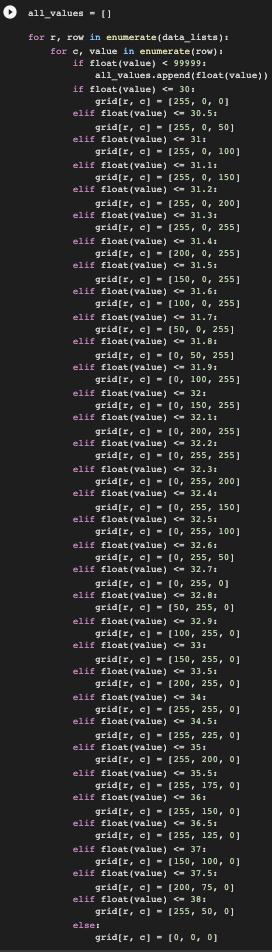 all_values = []
for r, row in enumerate(data_lists):
    for c, value in enumerate(row):
        if float(value) < 99999:
            all_values.append(float(value))
        if float(value) <= 30:
            grid[r, c] = [255, 0, 0]
        elif float(value) <= 30.5:
            grid[r, c] = [255, 0, 50]
        elif float(value) <= 31:
            grid[r, c] = [255, 0, 100]
        elif float(value) <= 31.1:
            grid[r, c] = [255, 0, 150]
        elif float(value) <= 31.2:
            grid[r, c] = [255, 0, 200]
        elif float(value) <= 31.3:
            grid[r, c] = [255, 0, 255]
        elif float(value) <= 31.4:
            grid[r, c] = [200, 0, 255]
        elif float(value) <= 31.5:
            grid[r, c] = [150, 0, 255]
        elif float(value) <= 31.6:
            grid[r, c] = [100, 0, 255]
        elif float(value) <= 31.7:
            grid[r, c] = [50, 0, 255]
        elif float(value) <= 31.8:
            grid[r, c] = [0, 50, 255]
        elif float(value) <= 31.9:
            grid[r, c] = [0, 100, 255]
        elif float(value) <= 32:
            grid[r, c] = [0, 150, 255]
        elif float(value) <= 32.1:
            grid[r, c] = [0, 200, 255]
        elif float(value) <= 32.2:
            grid[r, c] = [0, 255, 255]
        elif float(value) <= 32.3:
            grid[r, c] = [0, 255, 200]
        elif float(value) <= 32.4:
            grid[r, c] = [0, 255, 150]
        elif float(value) <= 32.5:
            grid[r, c] = [0, 255, 100]
        elif float(value) <= 32.6:
            grid[r, c] = [0, 255, 50]
        elif float(value) <= 32.7:
            grid[r, c] = [0, 255, 0]
        elif float(value) <= 32.8:
            grid[r, c] = [50, 255, 0]
        elif float(value) <= 32.9:
            grid[r, c] = [100, 255, 0]
        elif float(value) <= 33:
            grid[r, c] = [150, 255, 0]
        elif float(value) <= 33.5:
            grid[r, c] = [200, 255, 0]
        elif float(value) <= 34:
            grid[r, c] = [255, 255, 0]
        elif float(value) <= 34.5:
            grid[r, c] = [255, 225, 0]
        elif float(value) <= 35:
            grid[r, c] = [255, 200, 0]
        elif float(value) <= 35.5:
            grid[r, c] = [255, 175, 0]
        elif float(value) <= 36:
            grid[r, c] = [255, 150, 0]
        elif float(value) <= 36.5:
            grid[r, c] = [255, 125, 0]
        elif float(value) <= 37:
            grid[r, c] = [150, 100, 0]
        elif float(value) <= 37.5:
            grid[r, c] = [200, 75, 0]
        elif float(value) <= 38:
            grid[r, c] = [255, 50, 0]
        else:
            grid[r, c] = [0, 0, 0]